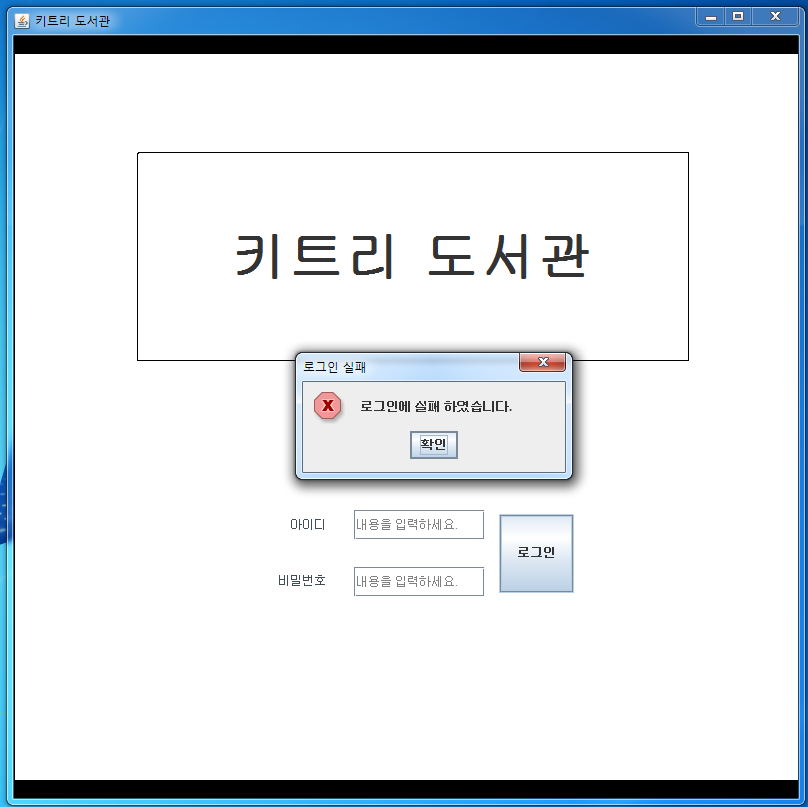 키트리 도서관
키트리 도서관
로그인 실패
로그인에 실패 하였습니다.
확인
아이디
내용을 입력하세요.
로그인
비밀번호
내용을 입력하세요.